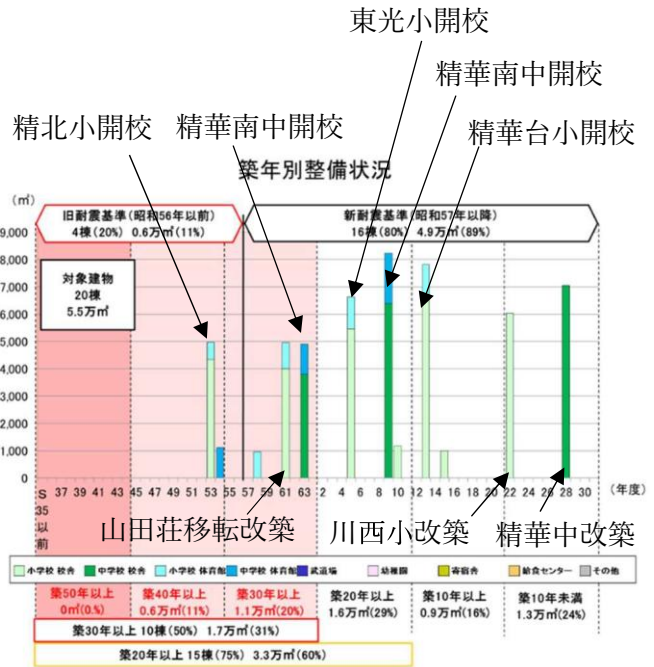 東光小開校
精華南中開校
精北小開校
精華南中開校
精華台小開校
築年別整備状況
(㎡)
旧耐震基準(昭和56年以前)
4棟(20%) 0.6万㎡(11%)
新耐震基準(昭和57年以降)
16棟(80%) 4.9万㎡(89%)
対象建物
20棟
5.5万㎡
9,000
8,000
7,000
6,000
5,000
4,000
3,000
2,000
1,000
0
S35以前 37 39 41 43 45 47 49 51 53 55 57 59 61 63 2 4 6 8 10 12 14 16 18 20 22 24 26 28 30 (年度)
山田荘移転改築
川西小改築
精華中改築
小学校 校舎 中学校 校舎 小学校 体育館 中学校 体育館 武道場 幼稚園 寄宿舎 給食センター その他
築50年以上
0㎡(0.%)
築40年以上
0.6万㎡(11%)
築30年以上
1.1万㎡(20%)
築20年以上
1.6万㎡(29%)
築10年以上
0.9万㎡(16%)
築10年未満
1.3万㎡(24%)
築30年以上 10棟(50%) 1.7万㎡(31%)
築20年以上 15棟(75%) 3.3万㎡(60%)